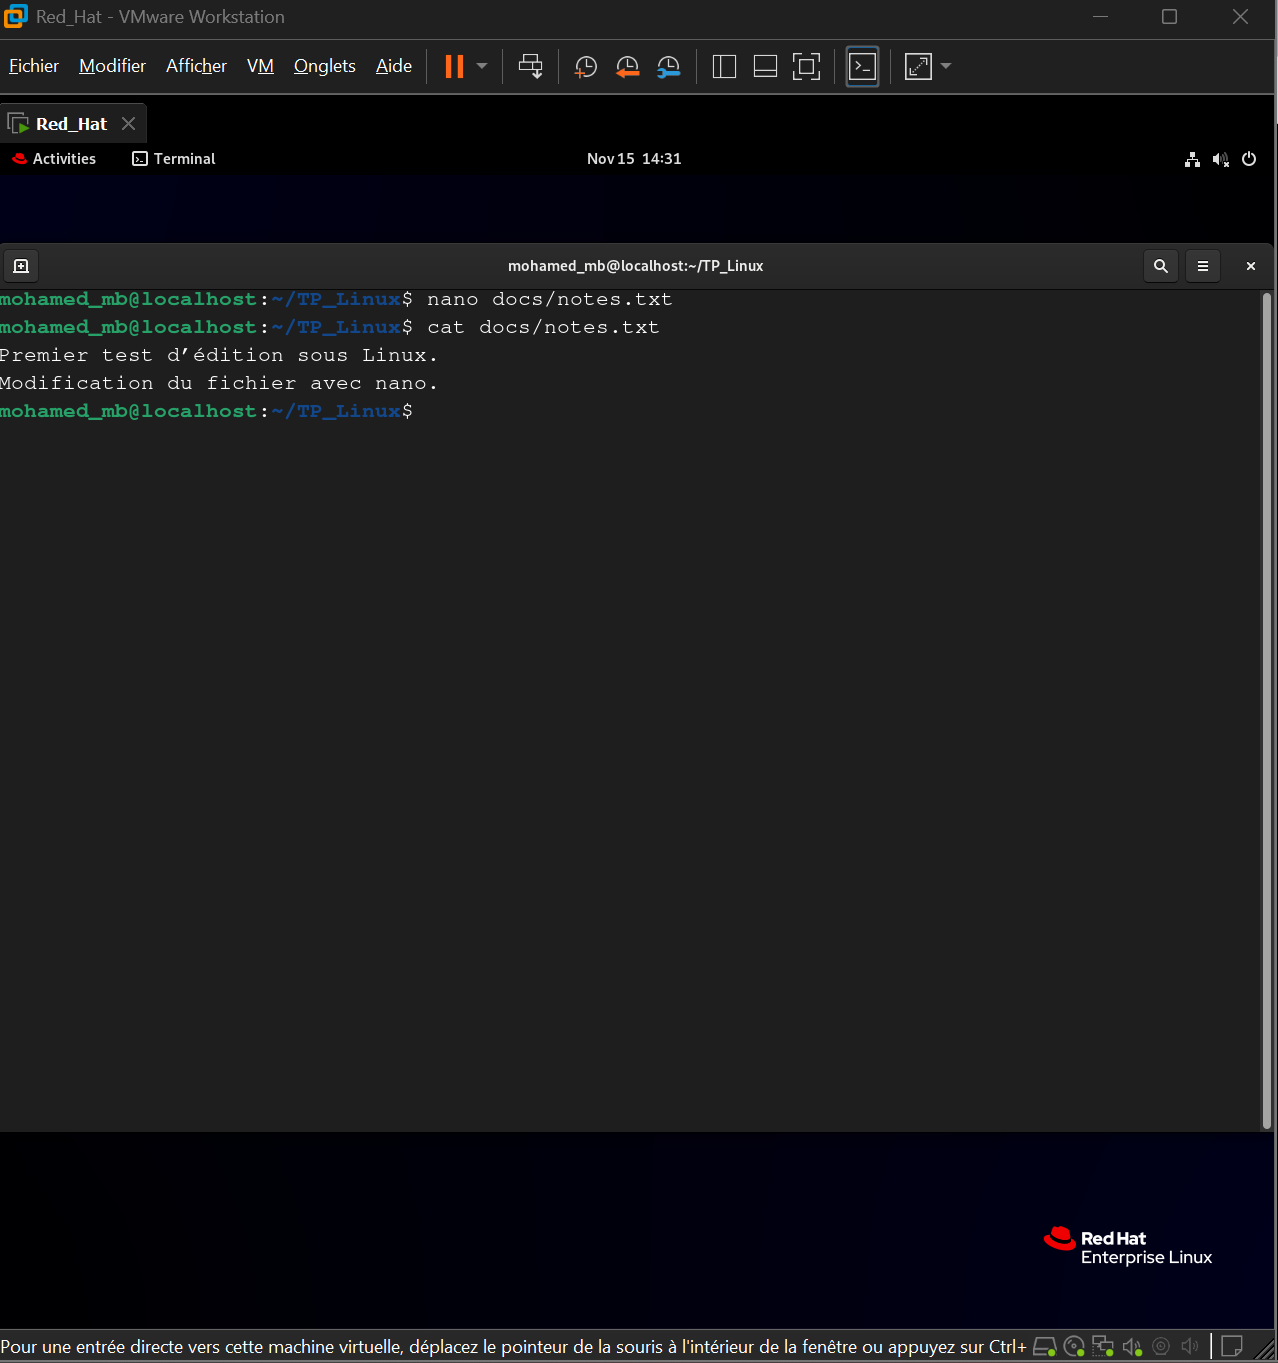 Red_Hat - VMware Workstation
Fichier Modifier Afficher VM Onglets Aide
Red_Hat
Activities Terminal Nov 15 14:31
mohamed_mb@localhost:~/TP_Linux
mohamed_mb@localhost:~/TP_Linux$ nano docs/notes.txt
mohamed_mb@localhost:~/TP_Linux$ cat docs/notes.txt
Premier test d’édition sous Linux.
Modification du fichier avec nano.
mohamed_mb@localhost:~/TP_Linux$
Red Hat
Enterprise Linux
Pour une entrée directe vers cette machine virtuelle, déplacez le pointeur de la souris à l'intérieur de la fenêtre ou appuyez sur Ctrl+